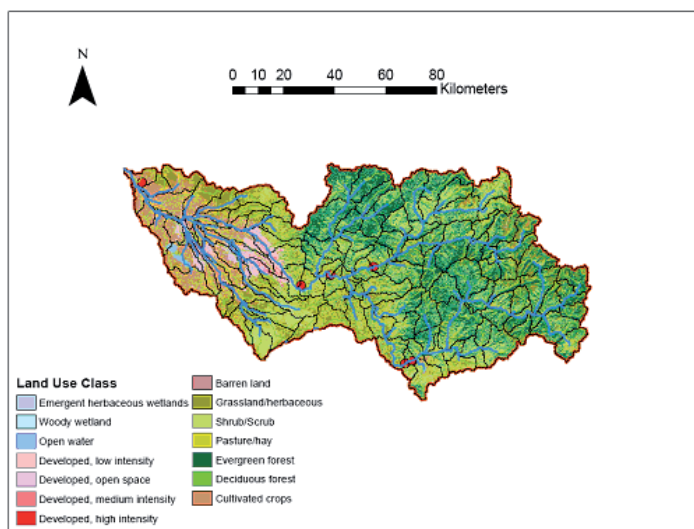 N
0 10 20 40 60 80
Kilometers
Land Use Class
Emergent herbaceous wetlands
Woody wetland
Open water
Developed, low intensity
Developed, open space
Developed, medium intensity
Developed, high intensity
Barren land
Grassland/herbaceous
Shrub/Scrub
Pasture/hay
Evergreen forest
Deciduous forest
Cultivated crops